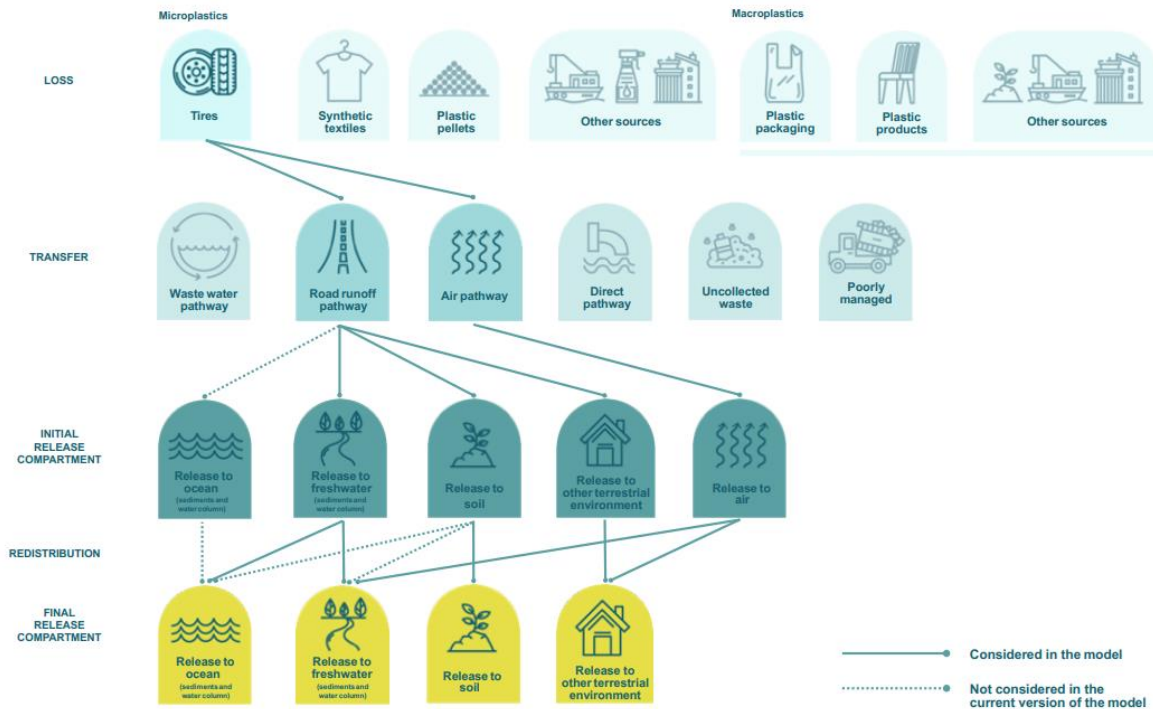 Microplastics
Macroplastics
LOSS
Tires
Synthetic
textiles
Plastic
pellets
Other sources
Plastic
packaging
Plastic
products
Other sources
TRANSFER
Waste water
pathway
Road runoff
pathway
Air pathway
Direct
pathway
Uncollected
waste
Poorly
managed
INITIAL
RELEASE
COMPARTMENT
Release to
ocean
(sediments and
water column)
Release to
freshwater
(sediments and
water column)
Release to
soil
Release to
other terrestrial
environment
Release to
air
REDISTRIBUTION
FINAL
RELEASE
COMPARTMENT
Release to
ocean
(sediments and
water column)
Release to
freshwater
(sediments and
water column)
Release to
soil
Release to
other terrestrial
environment
Considered in the model
Not considered in the
current version of the model